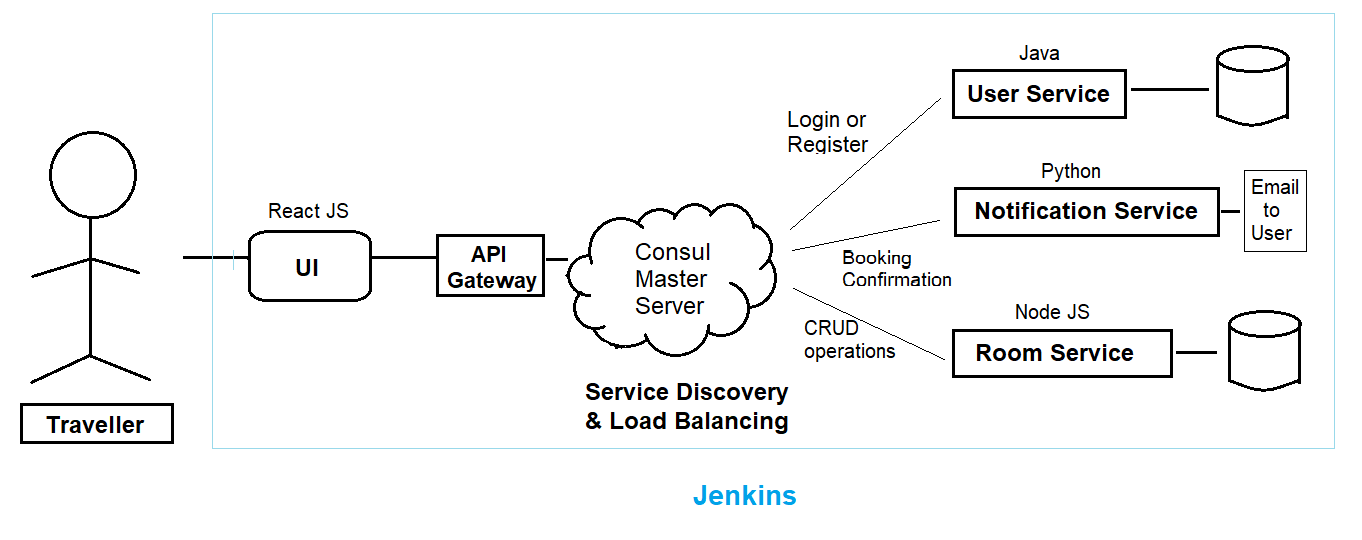 Java
User Service
Login or
Register
Python
Notification Service
Email
to
User
React JS
UI
API
Gateway
Consul
Master
Server
Booking
Confirmation
Node JS
Room Service
CRUD
operations
Service Discovery
& Load Balancing
Traveller
Jenkins